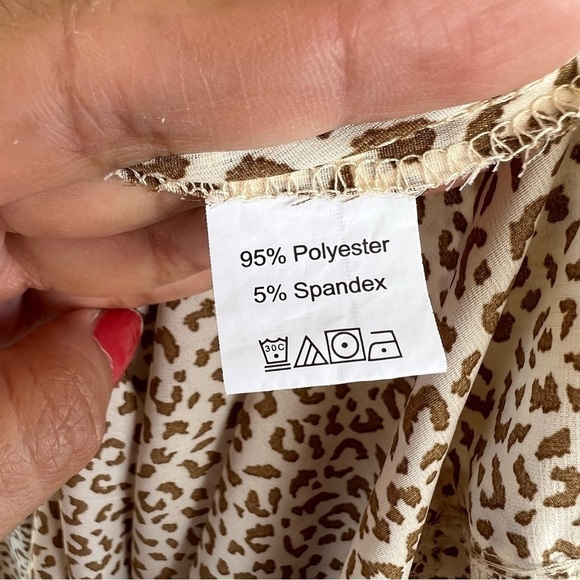 95% Polyester
5% Spandex
30C